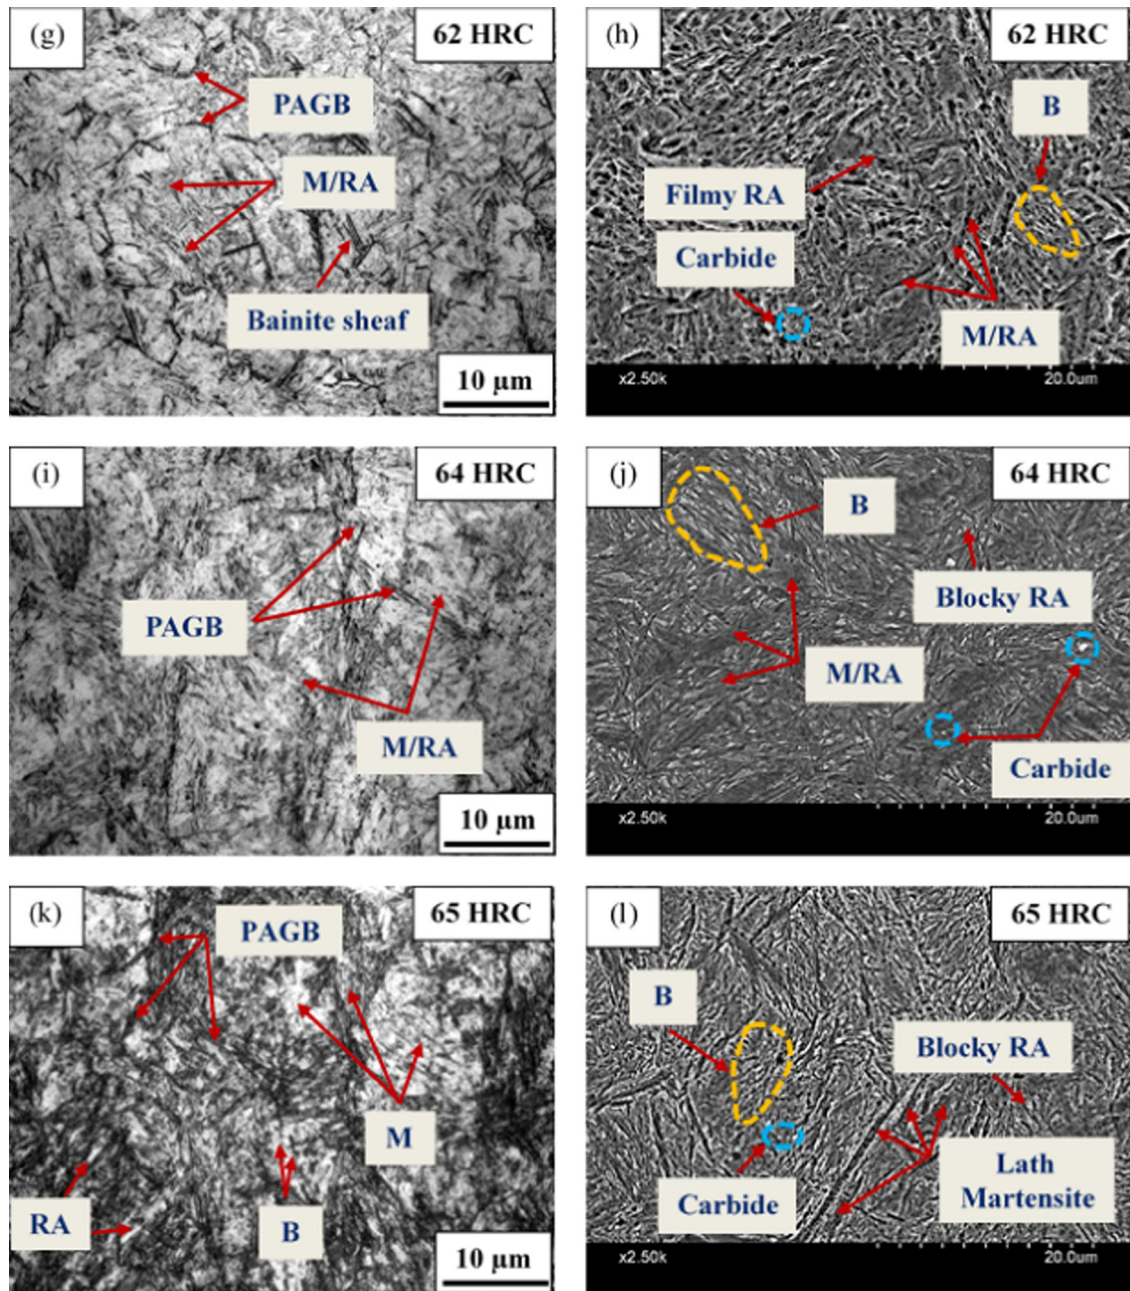 (g)
62 HRC
PAGB
M/RA
Bainite sheaf
10 µm
(h)
62 HRC
B
Filmy RA
Carbide
M/RA
x2.50k
20.0um
(i)
64 HRC
PAGB
M/RA
10 µm
(j)
64 HRC
B
Blocky RA
M/RA
Carbide
x2.50k
20.0um
(k)
65 HRC
PAGB
M
RA
B
10 µm
(l)
65 HRC
B
Blocky RA
Carbide
Lath
Martensite
x2.50k
20.0um